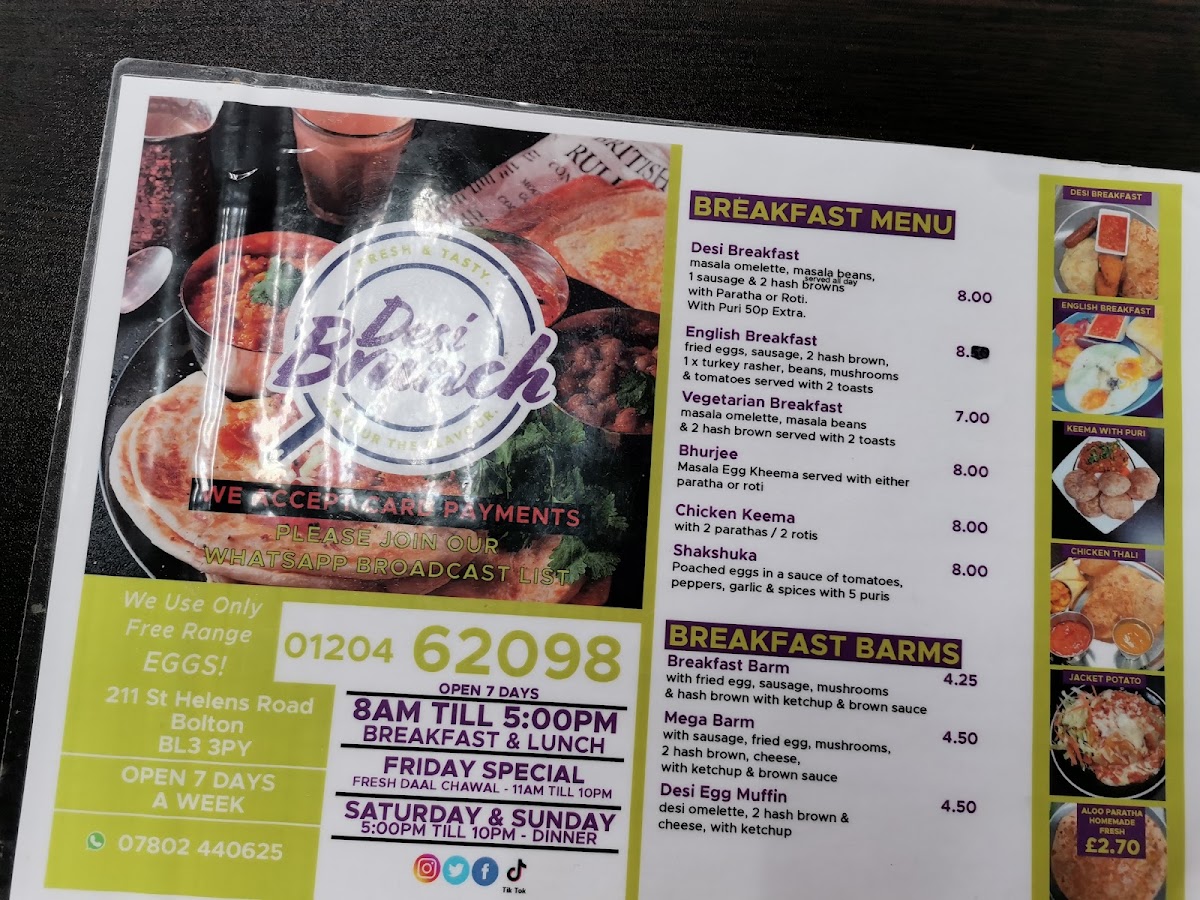 BRITISH
RULE
FRESH & TASTY.
Desi
Brunch
SAVOUR THE FLAVOUR.
WE ACCEPT CARD PAYMENTS
PLEASE JOIN OUR
WHATSAPP BROADCAST LIST
We Use Only
Free Range
EGGS!
211 St Helens Road
Bolton
BL3 3PY
OPEN 7 DAYS
A WEEK
07802 440625
01204 62098
OPEN 7 DAYS
8AM TILL 5:00PM
BREAKFAST & LUNCH
FRIDAY SPECIAL
FRESH DAAL CHAWAL - 11AM TILL 10PM
SATURDAY & SUNDAY
5:00PM TILL 10PM - DINNER
Tik Tok
BREAKFAST MENU
Desi Breakfast
masala omelette, masala beans,
served all day
1 sausage & 2 hash browns
with Paratha or Roti. 8.00
With Puri 50p Extra.
English Breakfast 8.
fried eggs, sausage, 2 hash brown,
1 x turkey rasher, beans, mushrooms
& tomatoes served with 2 toasts
Vegetarian Breakfast 7.00
masala omelette, masala beans
& 2 hash brown served with 2 toasts
Bhurjee 8.00
Masala Egg Kheema served with either
paratha or roti
Chicken Keema 8.00
with 2 parathas / 2 rotis
Shakshuka 8.00
Poached eggs in a sauce of tomatoes,
peppers, garlic & spices with 5 puris
BREAKFAST BARMS
Breakfast Barm 4.25
with fried egg, sausage, mushrooms
& hash brown with ketchup & brown sauce
Mega Barm 4.50
with sausage, fried egg, mushrooms,
2 hash brown, cheese,
with ketchup & brown sauce
Desi Egg Muffin 4.50
desi omelette, 2 hash brown &
cheese, with ketchup
DESI BREAKFAST
ENGLISH BREAKFAST
KEEMA WITH PURI
CHICKEN THALI
JACKET POTATO
ALOO PARATHA
HOMEMADE
FRESH
£2.70